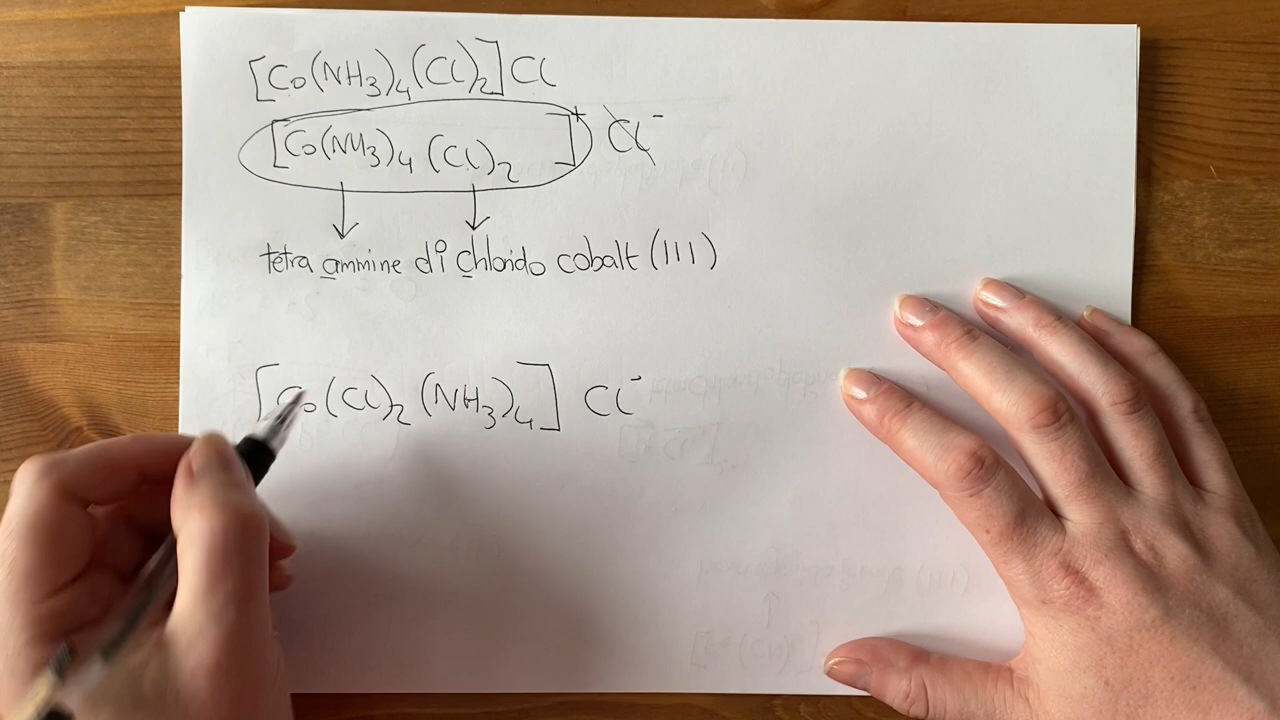 [Co(NH₃)₄(Cl)₂]Cl
[Co(NH₃)₄(Cl)₂]⁺ Cl⁻
tetra ammine di chlorido cobalt (III)
[Co(Cl)₂(NH₃)₄] Cl⁻